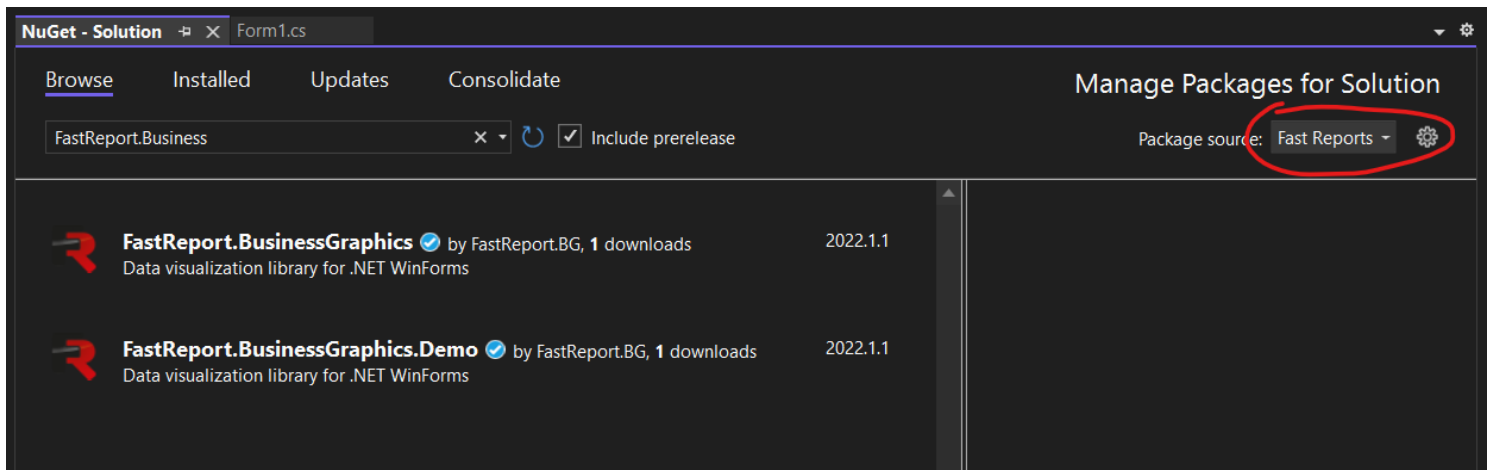 NuGet - Solution Form1.cs
Browse Installed Updates Consolidate Manage Packages for Solution
FastReport.Business Include prerelease Package source: Fast Reports
FastReport.BusinessGraphics by FastReport.BG, 1 downloads 2022.1.1
Data visualization library for .NET WinForms
FastReport.BusinessGraphics.Demo by FastReport.BG, 1 downloads 2022.1.1
Data visualization library for .NET WinForms